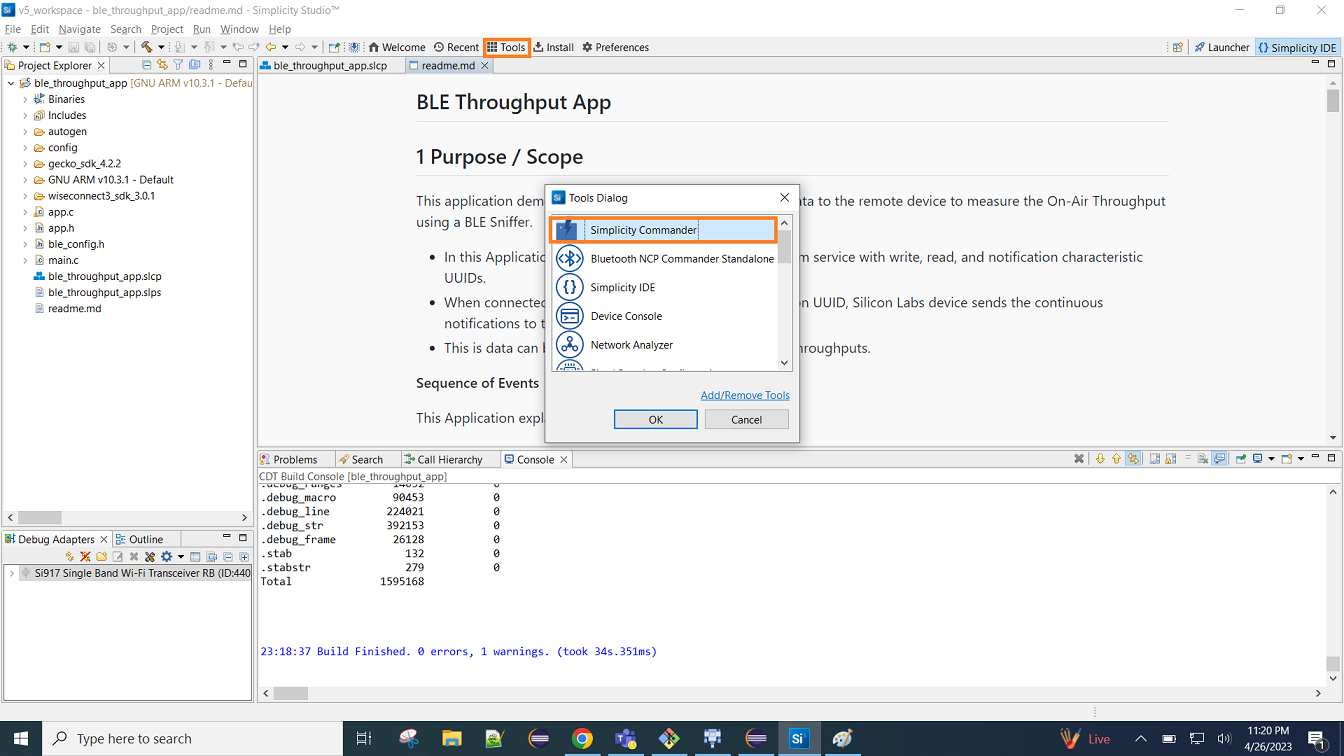 v5_workspace - ble_throughput_app/readme.md - Simplicity Studio™
File Edit Navigate Search Project Run Window Help
Welcome Recent Tools Install Preferences Launcher {} Simplicity IDE
Project Explorer
ble_throughput_app [GNU ARM v10.3.1 - Defau
Binaries
Includes
autogen
config
gecko_sdk_4.2.2
GNU ARM v10.3.1 - Default
wiseconnect3_sdk_3.0.1
app.c
app.h
ble_config.h
main.c
ble_throughput_app.slcp
ble_throughput_app.slps
readme.md
Debug Adapters Outline
Si917 Single Band Wi-Fi Transceiver RB (ID:440
ble_throughput_app.slcp readme.md
BLE Throughput App
1 Purpose / Scope
This application dem ata to the remote device to measure the On-Air Throughput
using a BLE Sniffer.
• In this Applicatio m service with write, read, and notification characteristic
UUIDs.
• When connected on UUID, Silicon Labs device sends the continuous
notifications to t
• This is data can roughputs.
Sequence of Events
This Application expl
Si Tools Dialog
Simplicity Commander
Bluetooth NCP Commander Standalone
{} Simplicity IDE
Device Console
Network Analyzer
Add/Remove Tools
OK Cancel
Problems Search Call Hierarchy Console
CDT Build Console [ble_throughput_app]
.debug_ranges 14032 0
.debug_macro 90453 0
.debug_line 224021 0
.debug_str 392153 0
.debug_frame 26128 0
.stab 132 0
.stabstr 279 0
Total 1595168
23:18:37 Build Finished. 0 errors, 1 warnings. (took 34s.351ms)
Type here to search
Si
Live
11:20 PM
4/26/2023
1